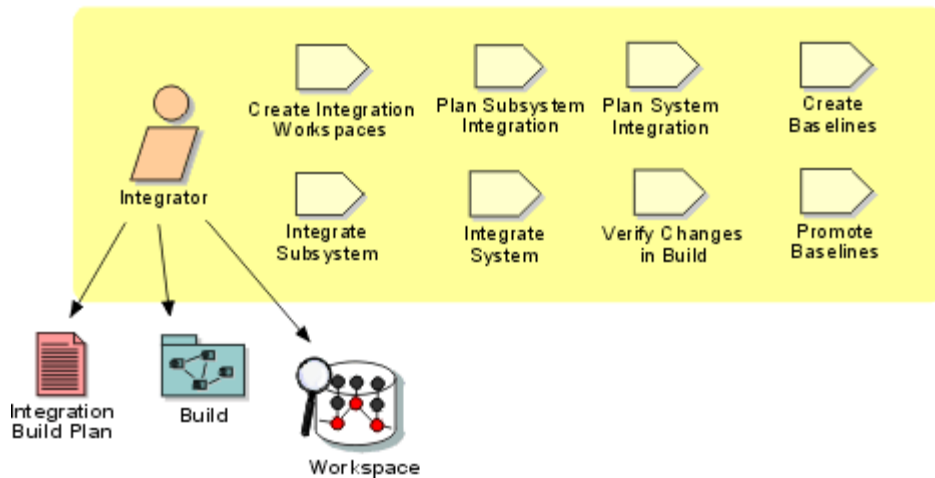 Create Integration
Workspaces
Plan Subsystem
Integration
Plan System
Integration
Create
Baselines
Integrator
Integrate
Subsystem
Integrate
System
Verify Changes
in Build
Promote
Baselines
Integration
Build Plan
Build
Workspace